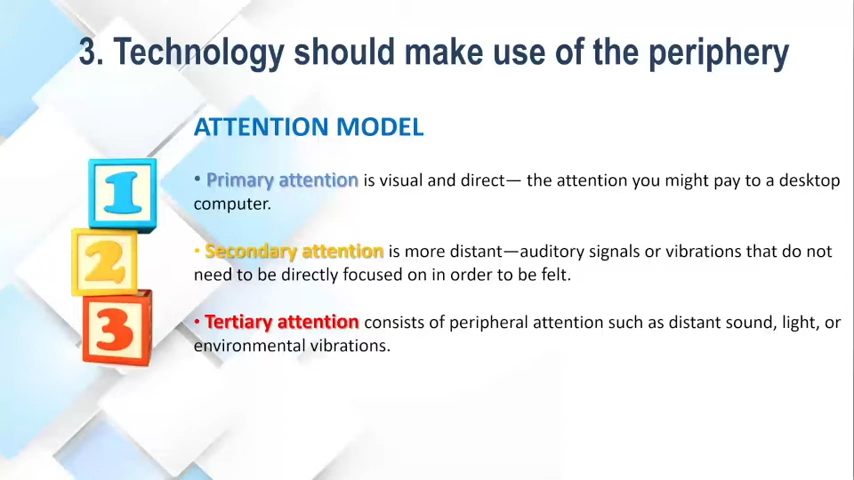 3. Technology should make use of the periphery
ATTENTION MODEL
1
• Primary attention is visual and direct— the attention you might pay to a desktop
computer.
2
• Secondary attention is more distant—auditory signals or vibrations that do not
need to be directly focused on in order to be felt.
3
• Tertiary attention consists of peripheral attention such as distant sound, light, or
environmental vibrations.